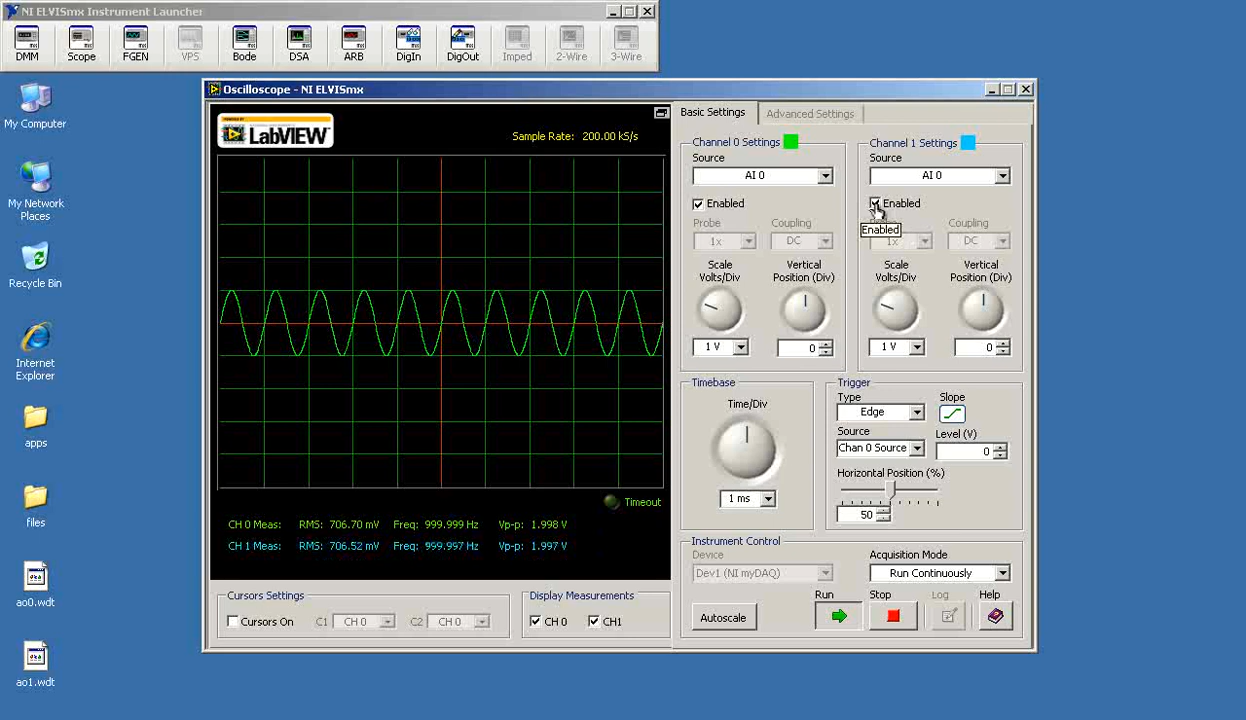 NI ELVISmx Instrument Launcher
DMM Scope FGEN VPS Bode DSA ARB DigIn DigOut Imped 2-Wire 3-Wire
My Computer
My Network
Places
Recycle Bin
Internet
Explorer
apps
files
ao0.wdt
ao1.wdt
Oscilloscope - NI ELVISmx
LabVIEW
Sample Rate: 200.00 kS/s
Timeout
CH 0 Meas: RMS: 706.70 mV Freq: 999.999 Hz Vp-p: 1.998 V
CH 1 Meas: RMS: 706.52 mV Freq: 999.997 Hz Vp-p: 1.997 V
Cursors Settings
Cursors On C1 CH 0 C2 CH 0
Display Measurements
CH 0 CH1
Basic Settings Advanced Settings
Channel 0 Settings
Source
AI 0
Enabled
Probe Coupling
1x DC
Scale
Volts/Div
Vertical
Position (Div)
1 V 0
Channel 1 Settings
Source
AI 0
Enabled
Enabled
Coupling
1x DC
Scale
Volts/Div
Vertical
Position (Div)
1 V 0
Timebase
Time/Div
1 ms
Trigger
Type Slope
Edge
Source Level (V)
Chan 0 Source 0
Horizontal Position (%)
50
Instrument Control
Device Acquisition Mode
Dev1 (NI myDAQ) Run Continuously
Run Stop Log Help
Autoscale